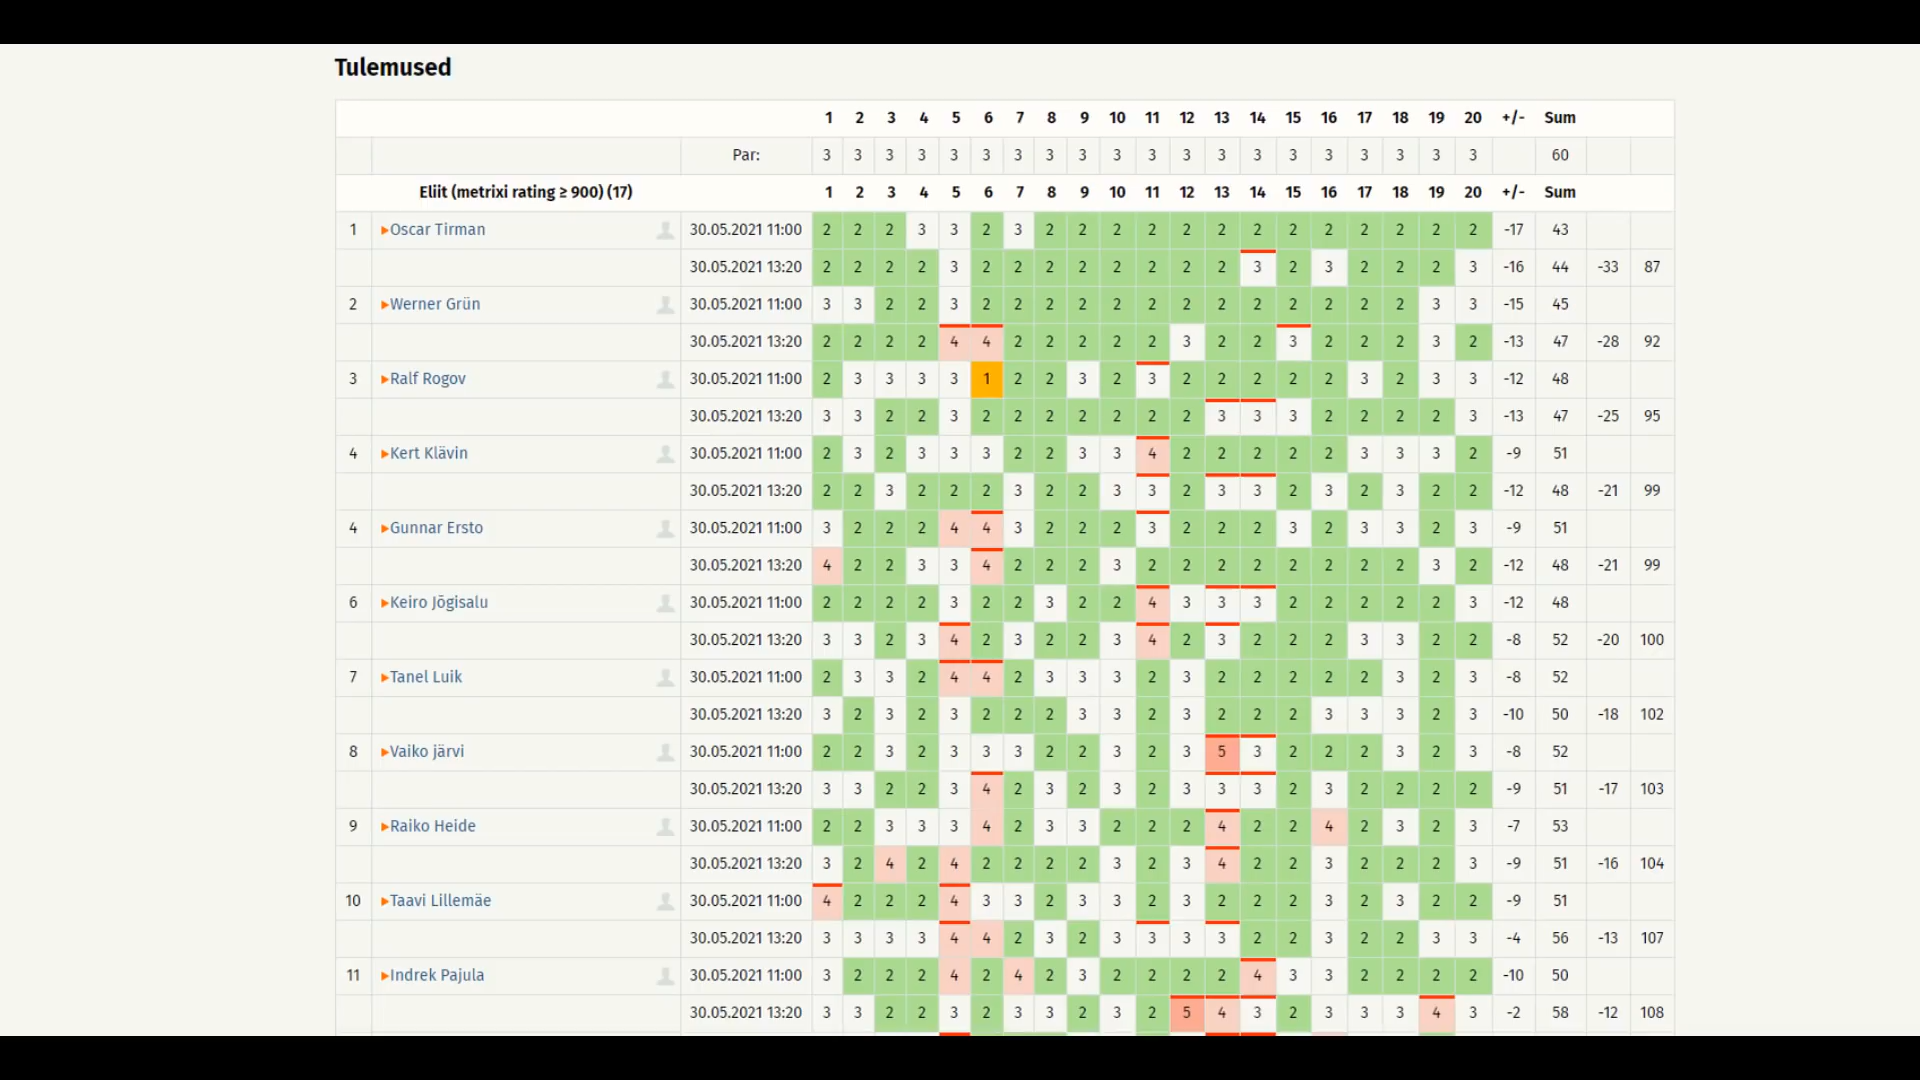 Tulemused
1 2 3 4 5 6 7 8 9 10 11 12 13 14 15 16 17 18 19 20 +/- Sum
Par: 3 3 3 3 3 3 3 3 3 3 3 3 3 3 3 3 3 3 3 3 60
Eliit (metrixi rating ≥ 900) (17) 1 2 3 4 5 6 7 8 9 10 11 12 13 14 15 16 17 18 19 20 +/- Sum
1 Oscar Tirman 30.05.2021 11:00 2 2 2 3 3 2 3 2 2 2 2 2 2 2 2 2 2 2 2 2 -17 43
30.05.2021 13:20 2 2 2 2 3 2 2 2 2 2 2 2 2 3 2 3 2 2 2 3 -16 44 -33 87
2 Werner Grün 30.05.2021 11:00 3 3 2 2 3 2 2 2 2 2 2 2 2 2 2 2 2 2 3 3 -15 45
30.05.2021 13:20 2 2 2 2 4 4 2 2 2 2 2 3 2 2 3 2 2 2 3 2 -13 47 -28 92
3 Ralf Rogov 30.05.2021 11:00 2 3 3 3 3 1 2 2 3 2 3 2 2 2 2 2 3 2 3 3 -12 48
30.05.2021 13:20 3 3 2 2 3 2 2 2 2 2 2 2 3 3 3 2 2 2 2 3 -13 47 -25 95
4 Kert Klävin 30.05.2021 11:00 2 3 2 3 3 3 2 2 3 3 4 2 2 2 2 2 3 3 3 2 -9 51
30.05.2021 13:20 2 2 3 2 2 2 3 2 2 3 3 2 3 3 2 3 2 3 2 2 -12 48 -21 99
4 Gunnar Ersto 30.05.2021 11:00 3 2 2 2 4 4 3 2 2 2 3 2 2 2 3 2 3 3 2 3 -9 51
30.05.2021 13:20 4 2 2 3 3 4 2 2 2 3 2 2 2 2 2 2 2 2 3 2 -12 48 -21 99
6 Keiro Jõgisalu 30.05.2021 11:00 2 2 2 2 3 2 2 3 2 2 4 3 3 3 2 2 2 2 2 3 -12 48
30.05.2021 13:20 3 3 2 3 4 2 3 2 2 3 4 2 3 2 2 2 3 3 2 2 -8 52 -20 100
7 Tanel Luik 30.05.2021 11:00 2 3 3 2 4 4 2 3 3 3 2 3 2 2 2 2 2 3 2 3 -8 52
30.05.2021 13:20 3 2 3 2 3 2 2 2 3 3 2 3 2 2 2 3 3 3 2 3 -10 50 -18 102
8 Vaiko järvi 30.05.2021 11:00 2 2 3 2 3 3 3 2 2 3 2 3 5 3 2 2 2 3 2 3 -8 52
30.05.2021 13:20 3 3 2 2 3 4 2 3 2 3 2 3 3 3 2 3 2 2 2 2 -9 51 -17 103
9 Raiko Heide 30.05.2021 11:00 2 2 3 3 3 4 2 3 3 2 2 2 4 2 2 4 2 3 2 3 -7 53
30.05.2021 13:20 3 2 4 2 4 2 2 2 2 3 2 3 4 2 2 3 2 2 2 3 -9 51 -16 104
10 Taavi Lillemäe 30.05.2021 11:00 4 2 2 2 4 3 3 2 3 3 2 3 2 2 2 3 2 3 2 2 -9 51
30.05.2021 13:20 3 3 3 3 4 4 2 3 2 3 3 3 3 2 2 3 2 2 3 3 -4 56 -13 107
11 Indrek Pajula 30.05.2021 11:00 3 2 2 2 4 2 4 2 3 2 2 2 2 4 3 3 2 2 2 2 -10 50
30.05.2021 13:20 3 3 2 2 3 2 3 3 2 3 2 5 4 3 2 3 3 3 4 3 -2 58 -12 108